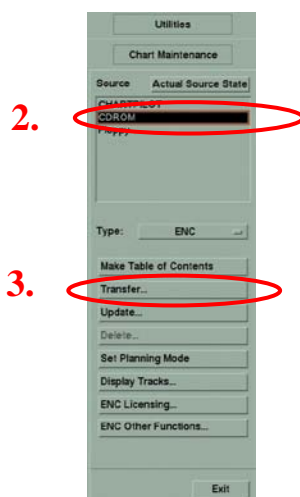 Utilities
Chart Maintenance
Source Actual Source State
CHARTPILOT
2. CDROM
Floppy
Type: ENC
Make Table of Contents
3. Transfer...
Update...
Delete...
Set Planning Mode
Display Tracks...
ENC Licensing...
ENC Other Functions...
Exit